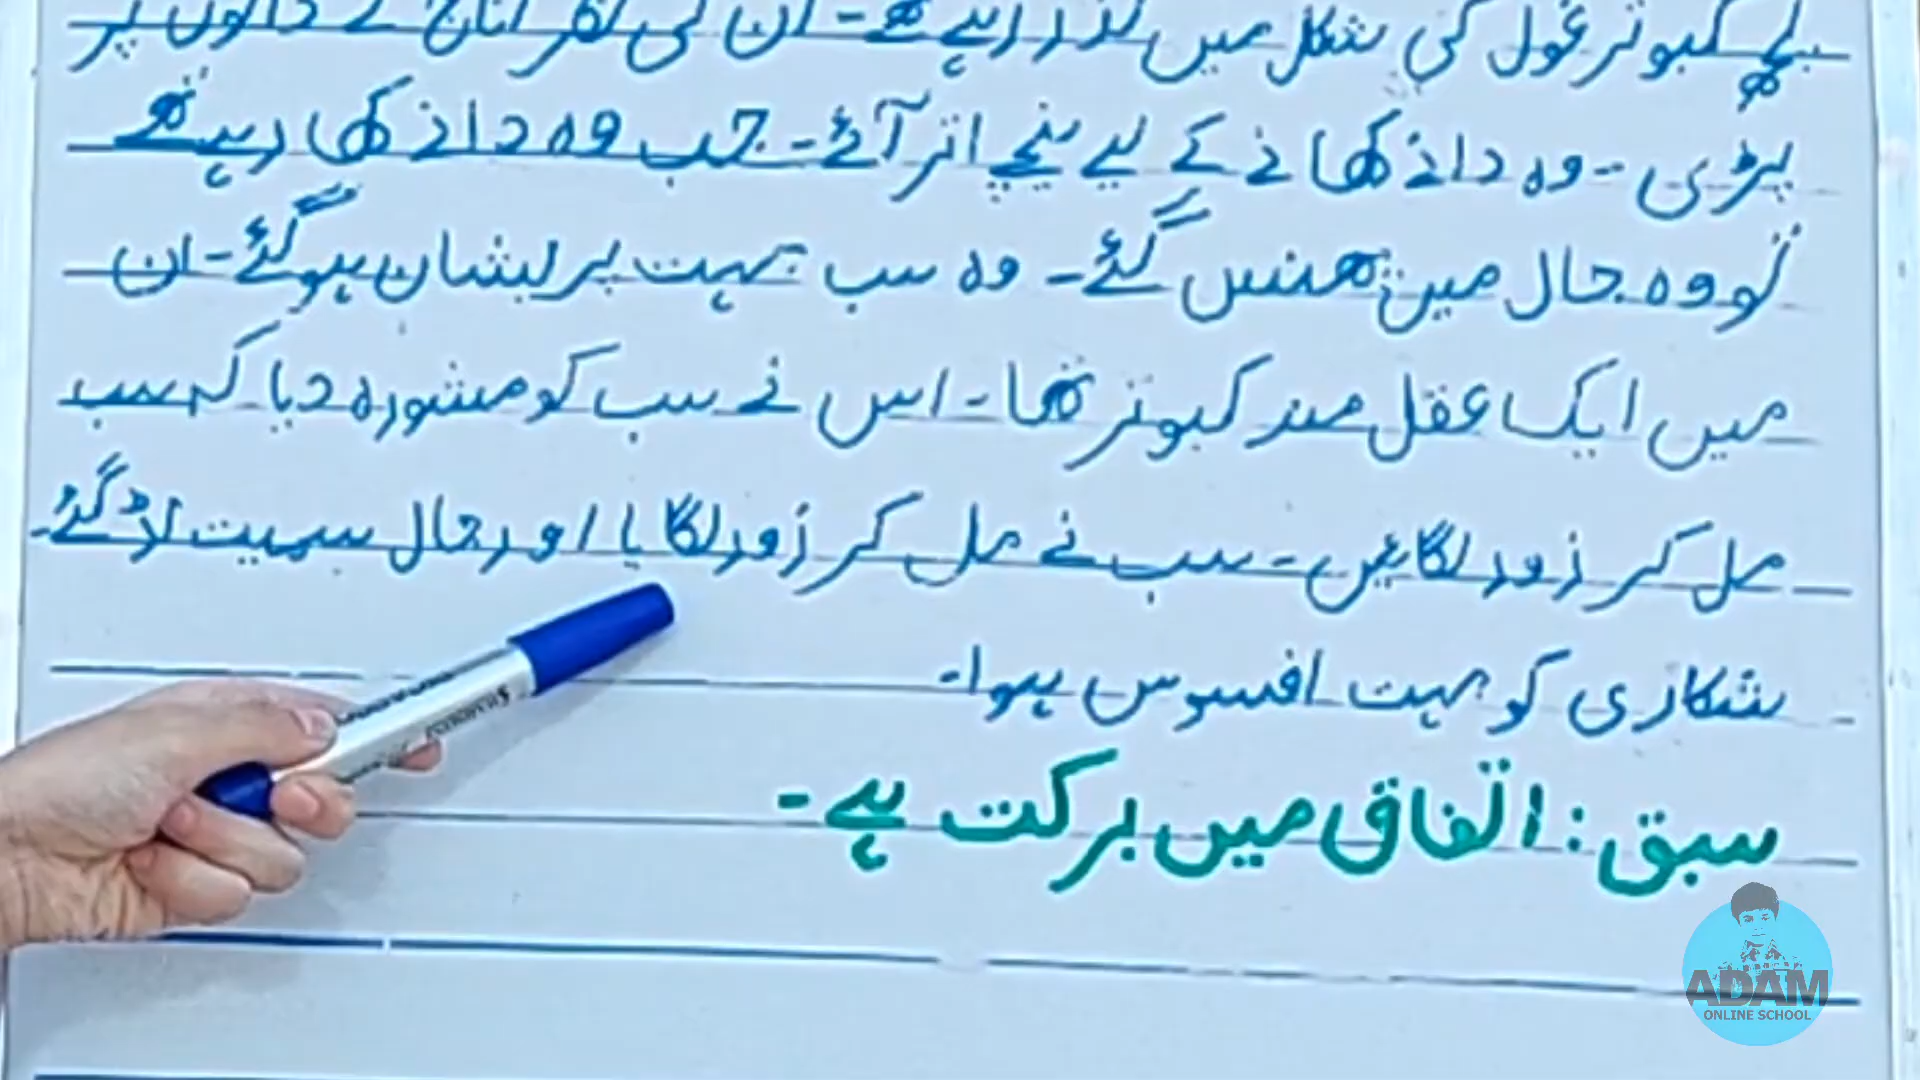 کبوتر غول کی شکل میں گزر رہے تھے۔ ان کی نظر اناج کے دانوں پر
پڑی۔ وہ دانے کھانے کے لیے نیچے اتر آئے۔ جب وہ دانے کھا رہے تھے
تو وہ جال میں پھنس گئے۔ وہ سب بہت پریشان ہو گئے۔ ان
میں ایک عقل مند کبوتر تھا۔ اس نے سب کو مشورہ دیا کہ سب
مل کر زور لگائیں۔ سب نے مل کر زور لگایا اور جال سمیت اڑ گئے۔
شکاری کو بہت افسوس ہوا۔
سبق: اتفاق میں برکت ہے۔
ADAM
ONLINE SCHOOL